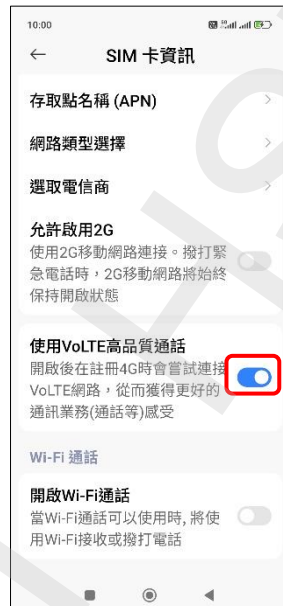 10:00
SIM 卡資訊
存取點名稱 (APN)
網路類型選擇
選取電信商
允許啟用2G
使用2G移動網路連接。撥打緊
急電話時，2G移動網路將始終
保持開啟狀態
使用VoLTE高品質通話
開啟後在註冊4G時會嘗試連接
VoLTE網路，從而獲得更好的
通訊業務(通話等)感受
Wi-Fi 通話
開啟Wi-Fi通話
當Wi-Fi通話可以使用時, 將使
用Wi-Fi接收或撥打電話